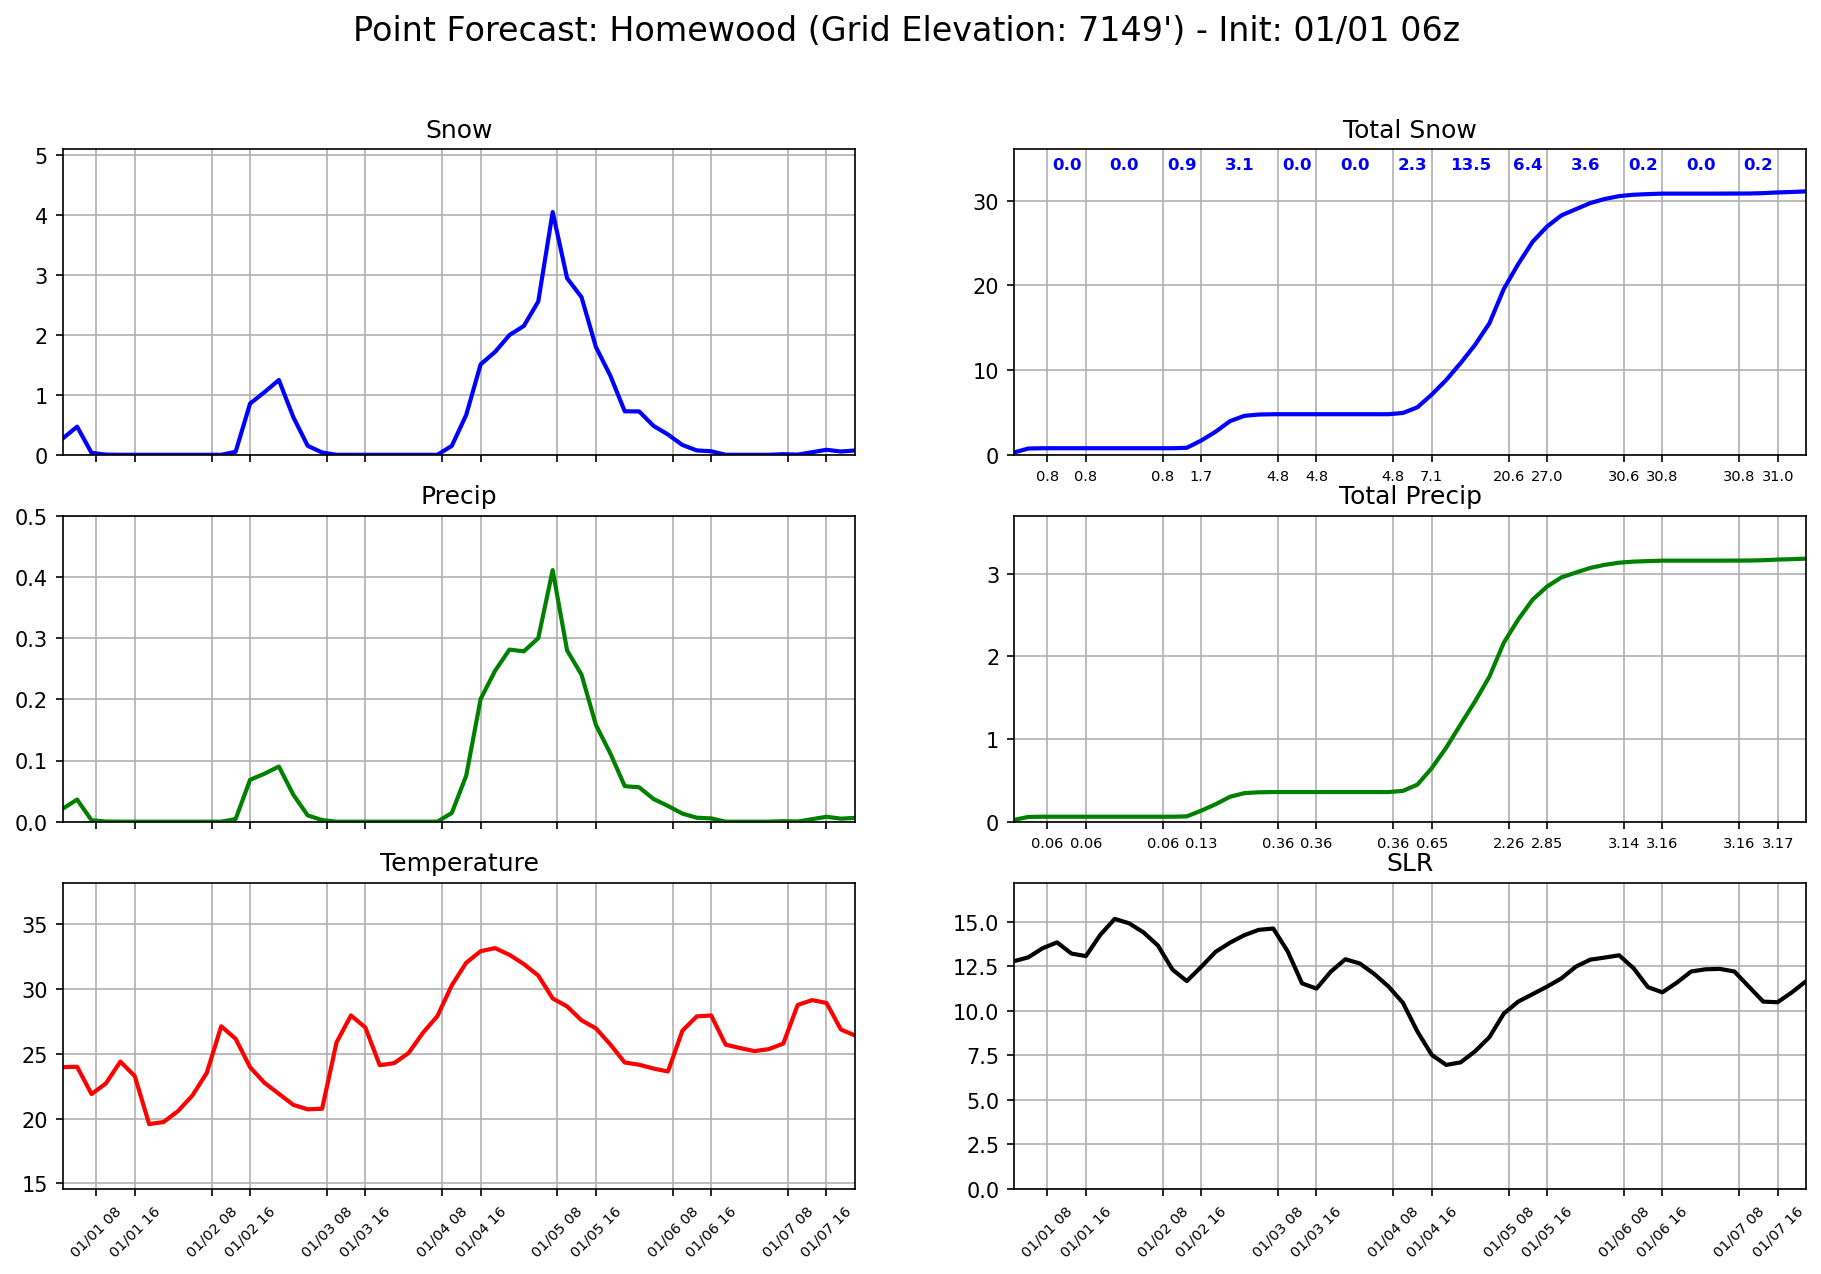 Point Forecast: Homewood (Grid Elevation: 7149') - Init: 01/01 06z
Snow
5
4
3
2
1
0
Total Snow
0.0 0.0 0.9 3.1 0.0 0.0 2.3 13.5 6.4 3.6 0.2 0.0 0.2
30
20
10
0
0.8 0.8 0.8 1.7 4.8 4.8 4.8 7.1 20.6 27.0 30.6 30.8 30.8 31.0
Precip
0.5
0.4
0.3
0.2
0.1
0.0
Total Precip
3
2
1
0
0.06 0.06 0.06 0.13 0.36 0.36 0.36 0.65 2.26 2.85 3.14 3.16 3.16 3.17
Temperature
35
30
25
20
15
01/01 08 01/01 16 01/02 08 01/02 16 01/03 08 01/03 16 01/04 08 01/04 16 01/05 08 01/05 16 01/06 08 01/06 16 01/07 08 01/07 16
SLR
15.0
12.5
10.0
7.5
5.0
2.5
0.0
01/01 08 01/01 16 01/02 08 01/02 16 01/03 08 01/03 16 01/04 08 01/04 16 01/05 08 01/05 16 01/06 08 01/06 16 01/07 08 01/07 16